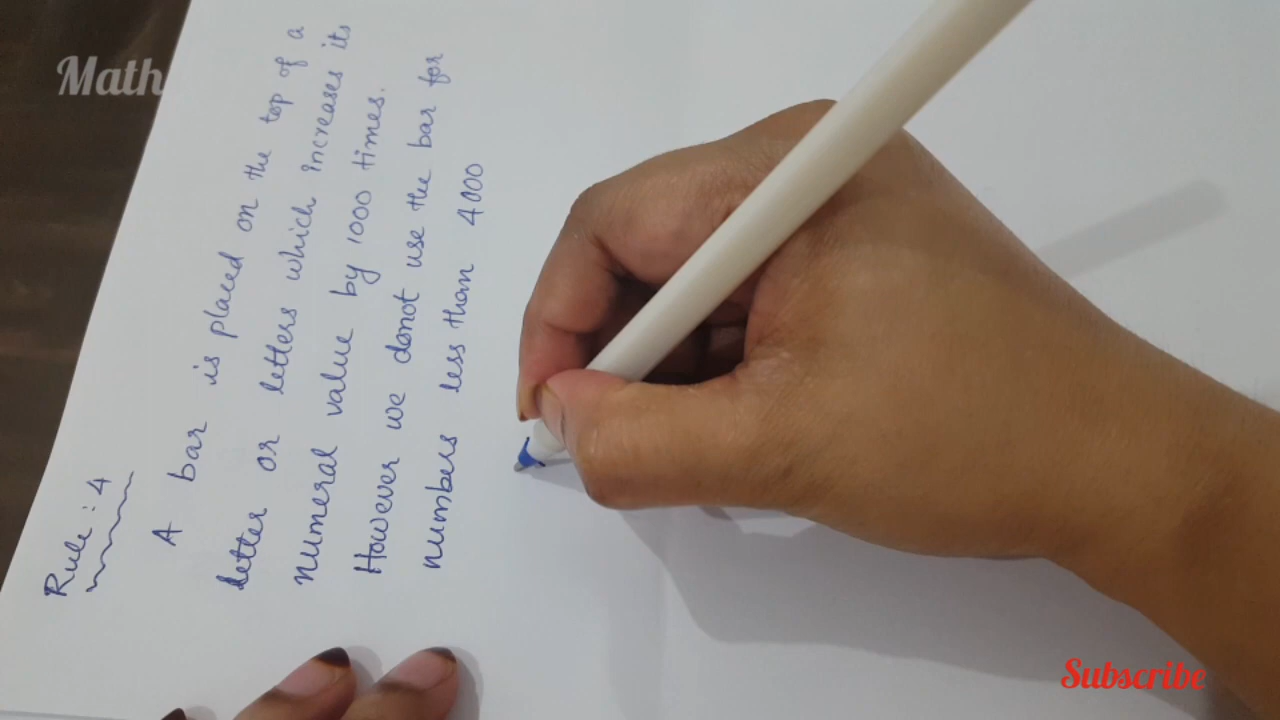 Math
Rule : 4
A bar is placed on the top of a
letter or letters which increases its
numeral value by 1000 times.
However we donot use the bar for
numbers less than 4000
Subscribe